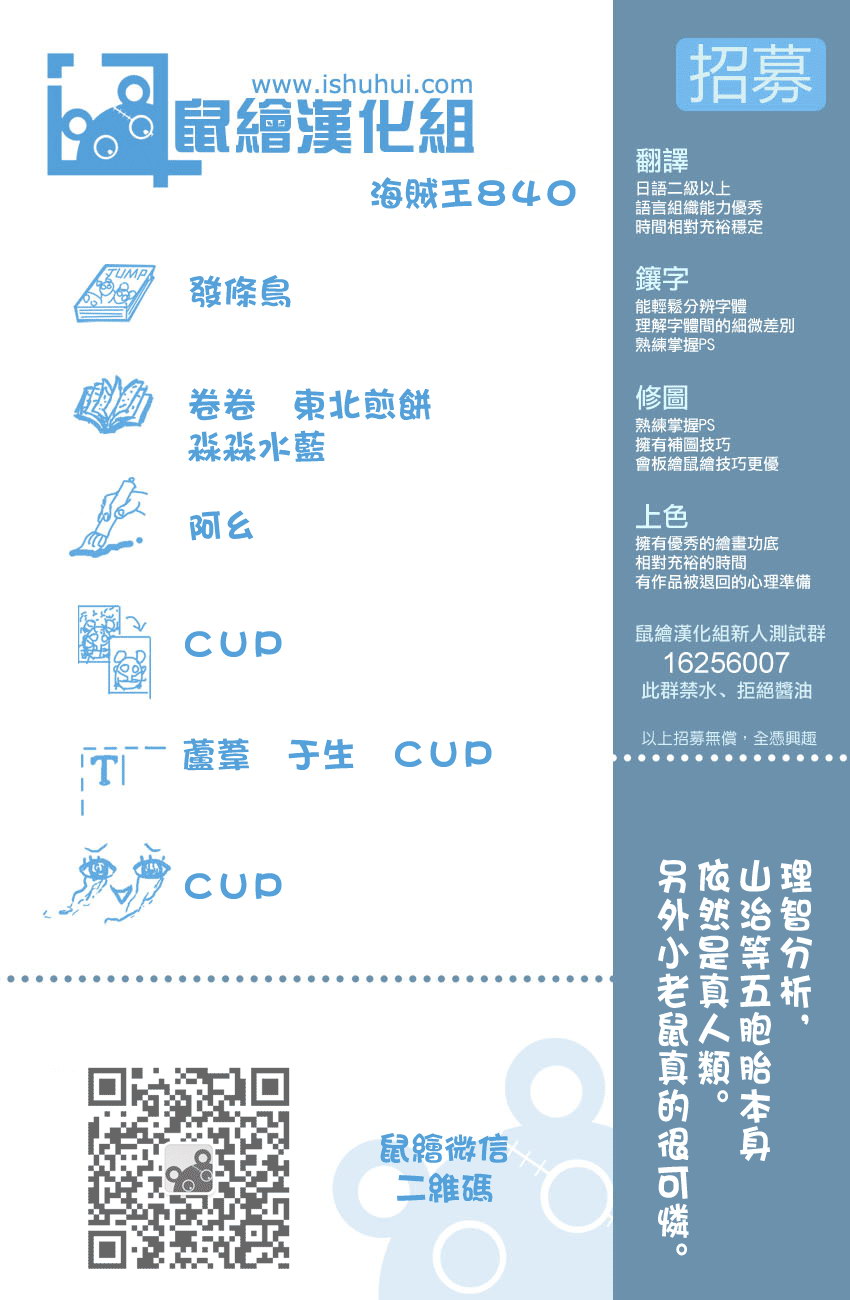 www.ishuhui.com
鼠繪漢化組
海賊王840
JUMP
發條鳥
卷卷 東北煎餅
淼淼水藍
阿幺
cup
T
蘆葦 于生 cup
cup
招募
翻譯
日語二級以上
語言組織能力優秀
時間相對充裕穩定
鑲字
能輕鬆分辨字體
理解字體間的細微差別
熟練掌握PS
修圖
熟練掌握PS
擁有補圖技巧
會板繪鼠繪技巧更優
上色
擁有優秀的繪畫功底
相對充裕的時間
有作品被退回的心理準備
鼠繪漢化組新人測試群
16256007
此群禁水、拒絕醬油
以上招募無償，全憑興趣
理智分析，
山治等五胞胎本身
依然是真人類。
另外小老鼠真的很可憐。
鼠繪微信
二維碼